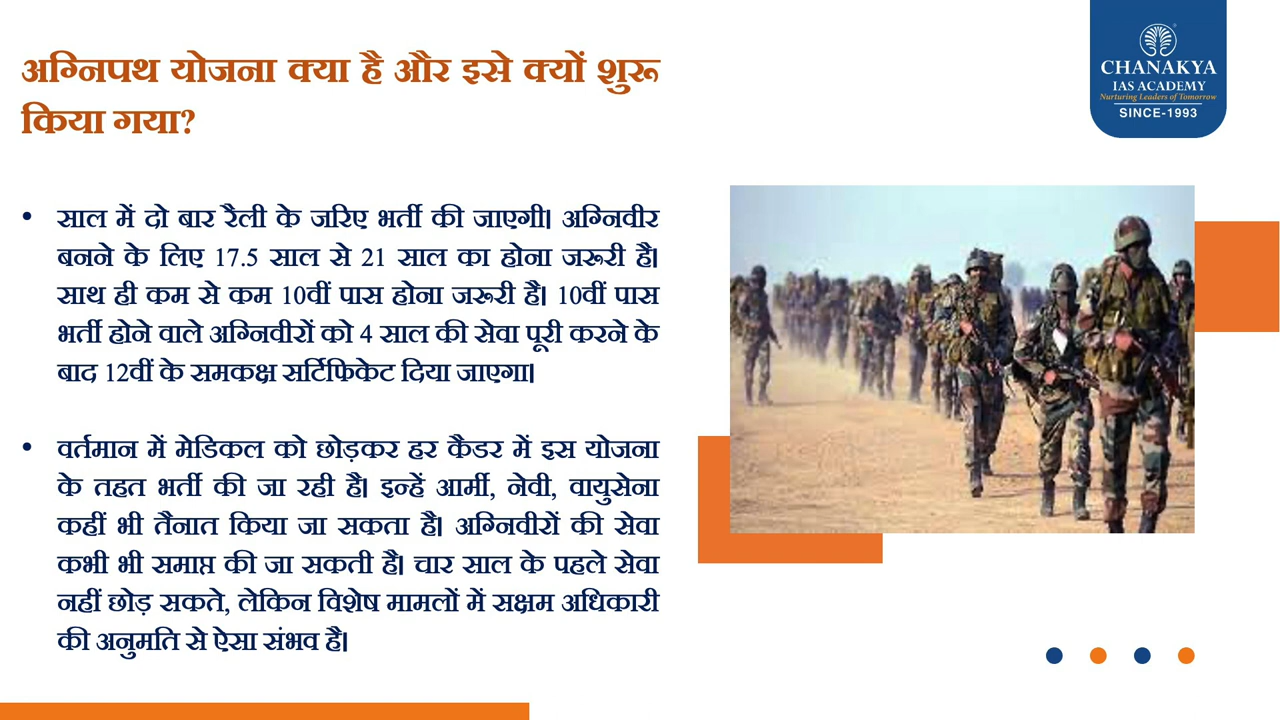 अग्निपथ योजना क्या है और इसे क्यों शुरू
किया गया?
CHANAKYA
IAS ACADEMY
Nurturing Leaders of Tomorrow
SINCE-1993
• साल में दो बार रैली के जरिए भर्ती की जाएगी। अग्निवीर
बनने के लिए 17.5 साल से 21 साल का होना जरूरी है।
साथ ही कम से कम 10वीं पास होना जरूरी है। 10वीं पास
भर्ती होने वाले अग्निवीरों को 4 साल की सेवा पूरी करने के
बाद 12वीं के समकक्ष सर्टिफिकेट दिया जाएगा।
• वर्तमान में मेडिकल को छोड़कर हर कैडर में इस योजना
के तहत भर्ती की जा रही है। इन्हें आर्मी, नेवी, वायुसेना
कहीं भी तैनात किया जा सकता है। अग्निवीरों की सेवा
कभी भी समाप्त की जा सकती है। चार साल के पहले सेवा
नहीं छोड़ सकते, लेकिन विशेष मामलों में सक्षम अधिकारी
की अनुमति से ऐसा संभव है।